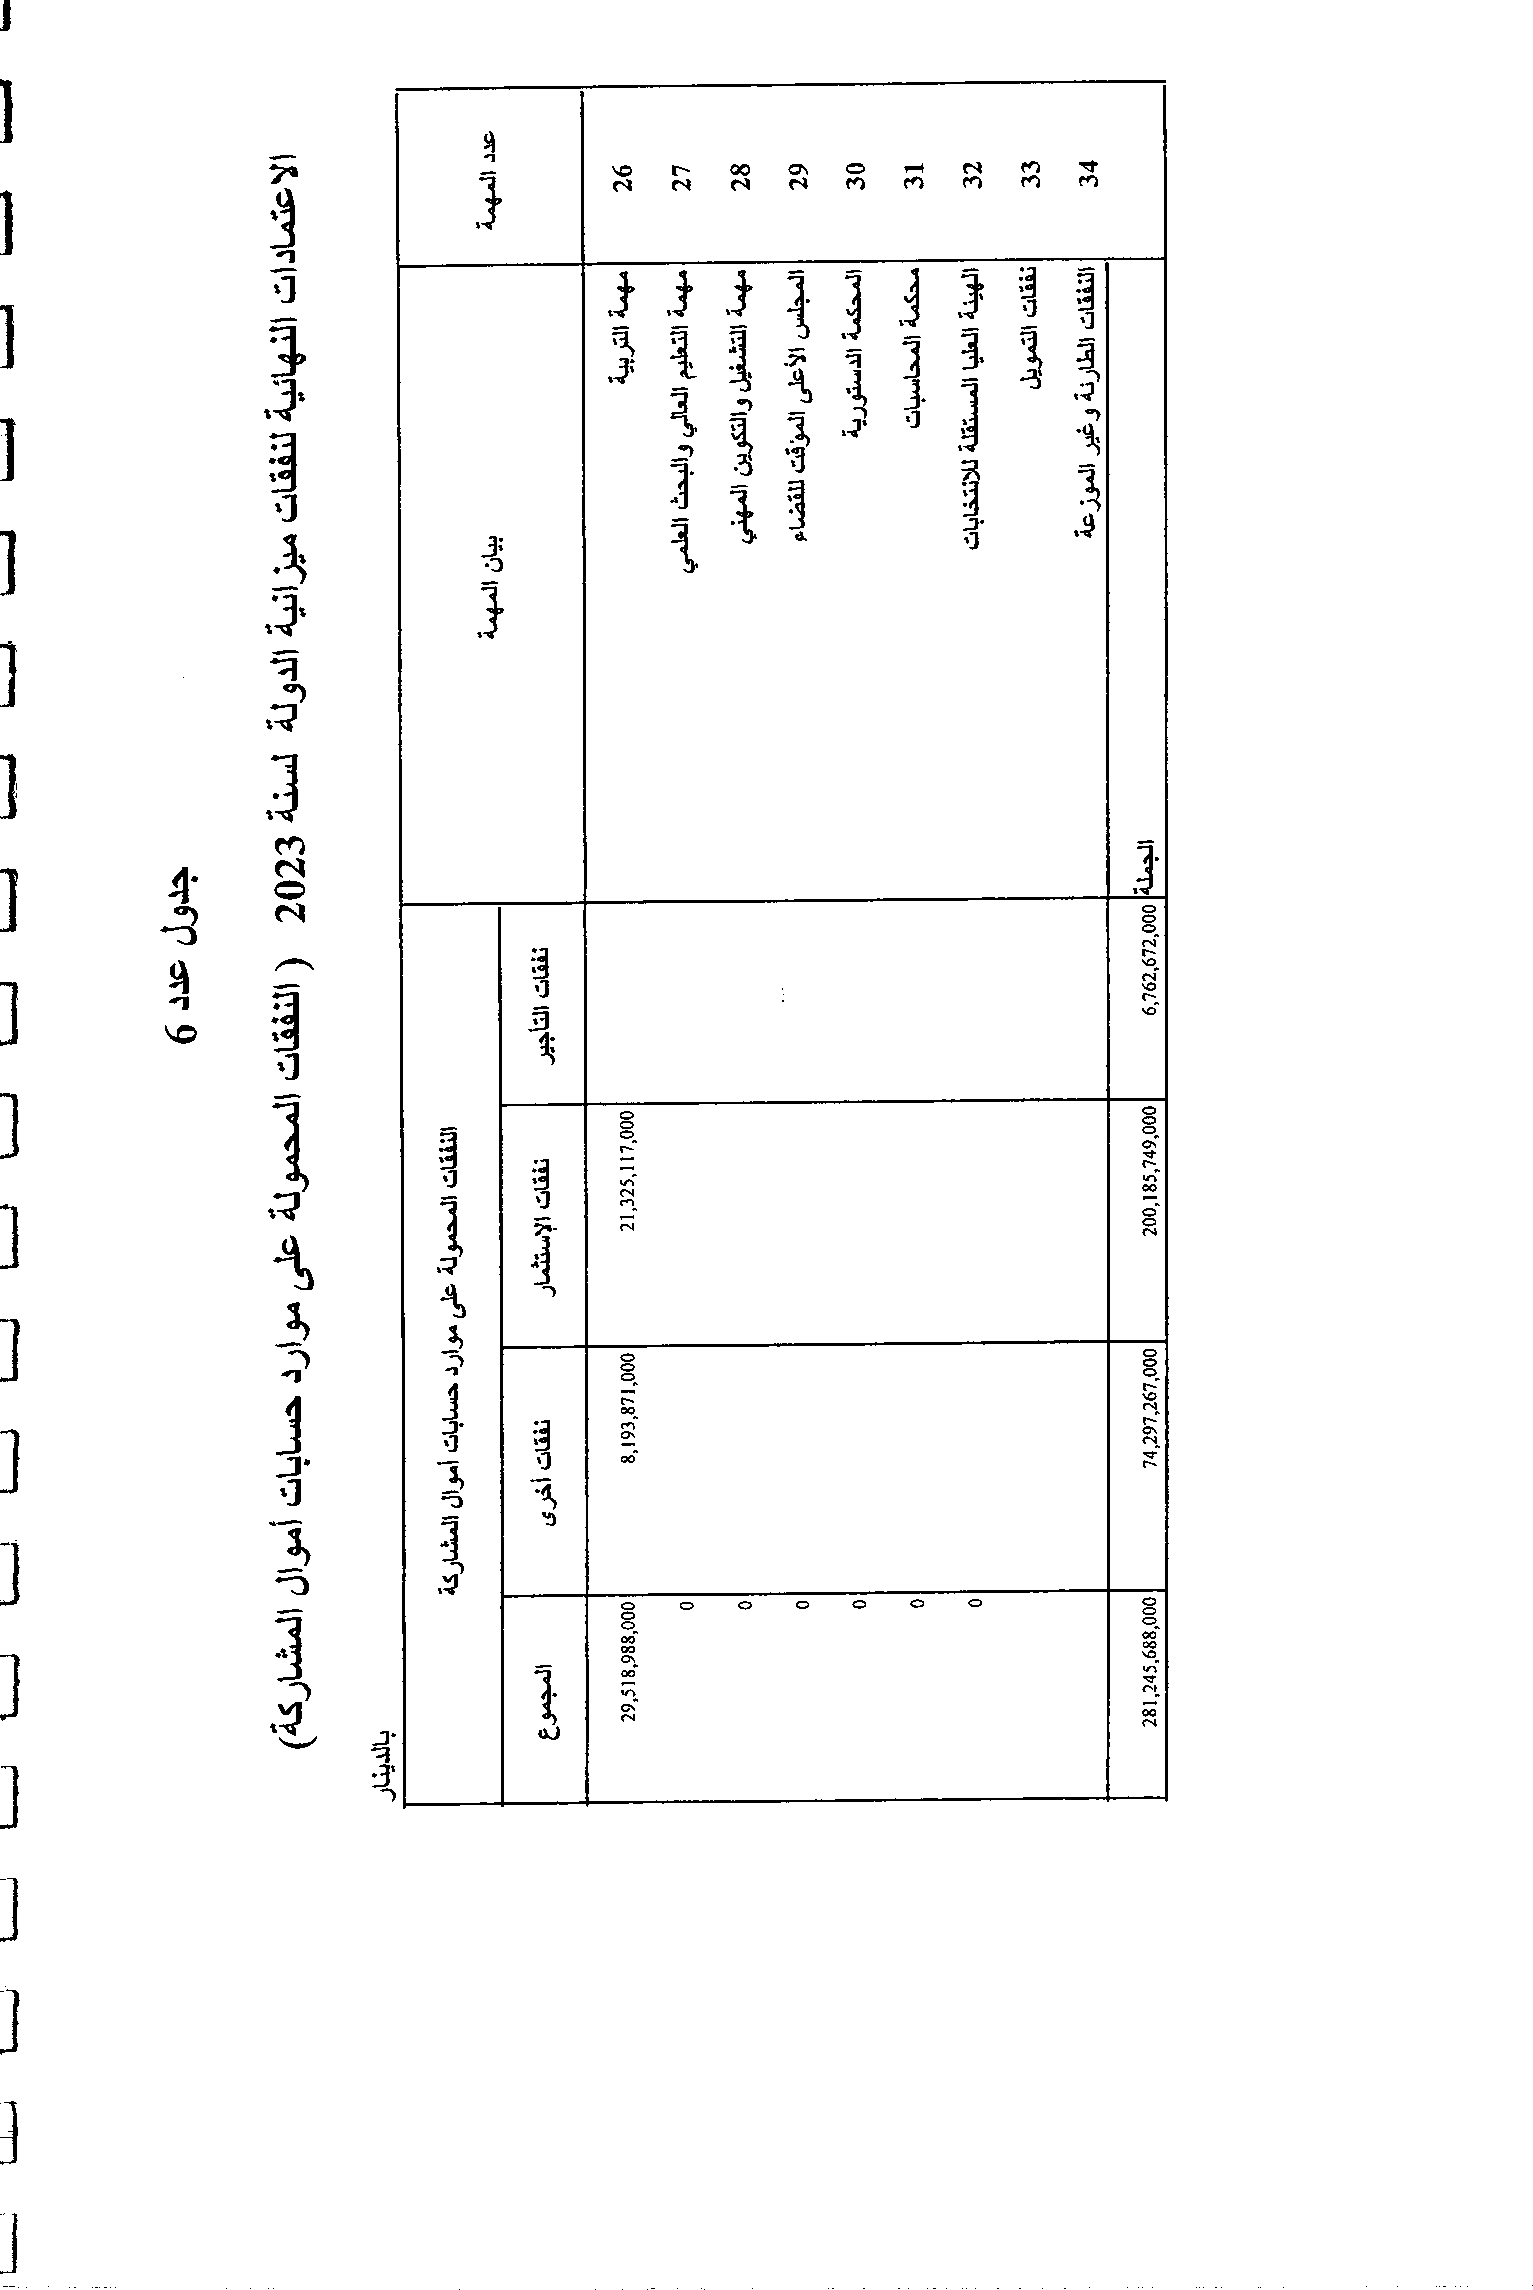 جدول عدد 6
الاعتمادات النهائية لنفقات ميزانية الدولة لسنة 2023 ( النفقات المحمولة على موارد حسابات أموال المشاركة)
بالدينار
عدد المهمة
بيان المهمة
النفقات المحمولة على موارد حسابات أموال المشاركة
نفقات التأجير
نفقات الإستثمار
نفقات أخرى
المجموع
26 مهمة التربية 21,325,117,000 8,193,871,000 29,518,988,000
27 مهمة التعليم العالي والبحث العلمي 0
28 مهمة التشغيل والتكوين المهني 0
29 المجلس الأعلى المؤقت للقضاء 0
30 المحكمة الدستورية 0
31 محكمة المحاسبات 0
32 الهيئة العليا المستقلة للانتخابات 0
33 نفقات التمويل
34 النفقات الطارئة وغير الموزعة
الجملة 6,762,672,000 200,185,749,000 74,297,267,000 281,245,688,000